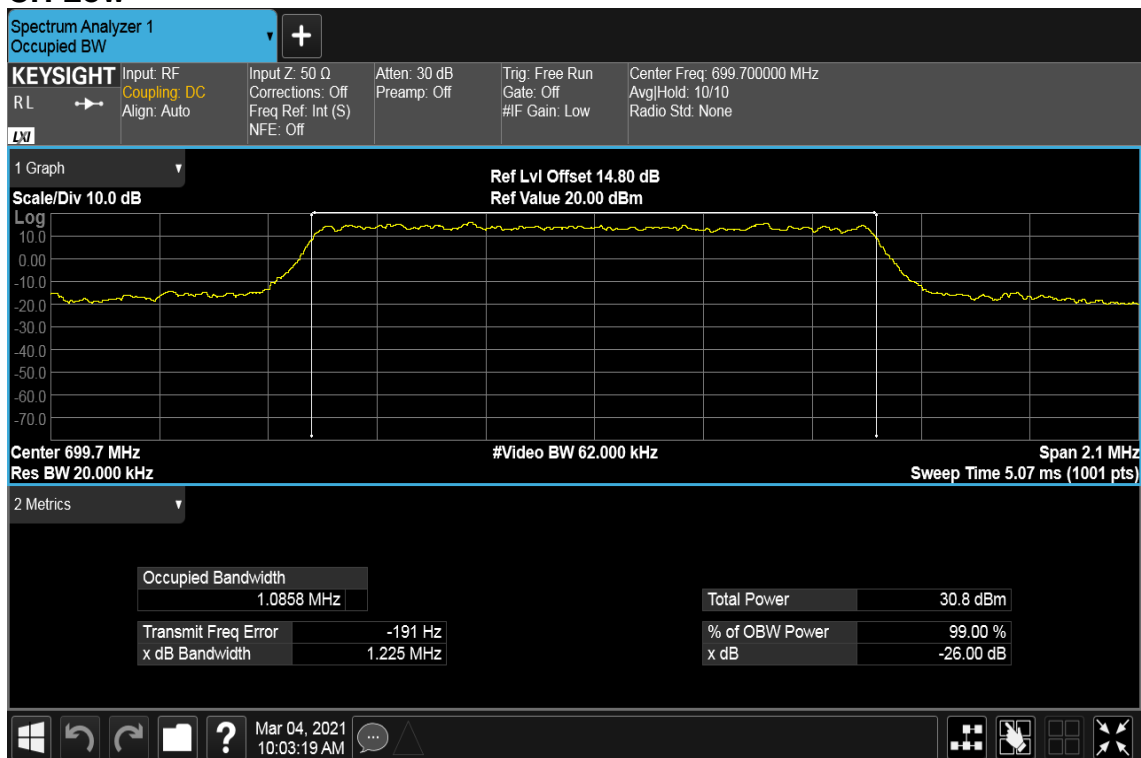 Spectrum Analyzer 1
Occupied BW
KEYSIGHT
R L
LXI
Input: RF
Coupling: DC
Align: Auto
Input Z: 50 Ω
Corrections: Off
Freq Ref: Int (S)
NFE: Off
Atten: 30 dB
Preamp: Off
Trig: Free Run
Gate: Off
#IF Gain: Low
Center Freq: 699.700000 MHz
Avg|Hold: 10/10
Radio Std: None
1 Graph
Scale/Div 10.0 dB
Ref Lvl Offset 14.80 dB
Ref Value 20.00 dBm
Log
10.0
0.00
-10.0
-20.0
-30.0
-40.0
-50.0
-60.0
-70.0
Center 699.7 MHz
#Video BW 62.000 kHz
Span 2.1 MHz
Res BW 20.000 kHz
Sweep Time 5.07 ms (1001 pts)
2 Metrics
Occupied Bandwidth
1.0858 MHz
Total Power 30.8 dBm
Transmit Freq Error -191 Hz
% of OBW Power 99.00 %
x dB Bandwidth 1.225 MHz
x dB -26.00 dB
Mar 04, 2021
10:03:19 AM